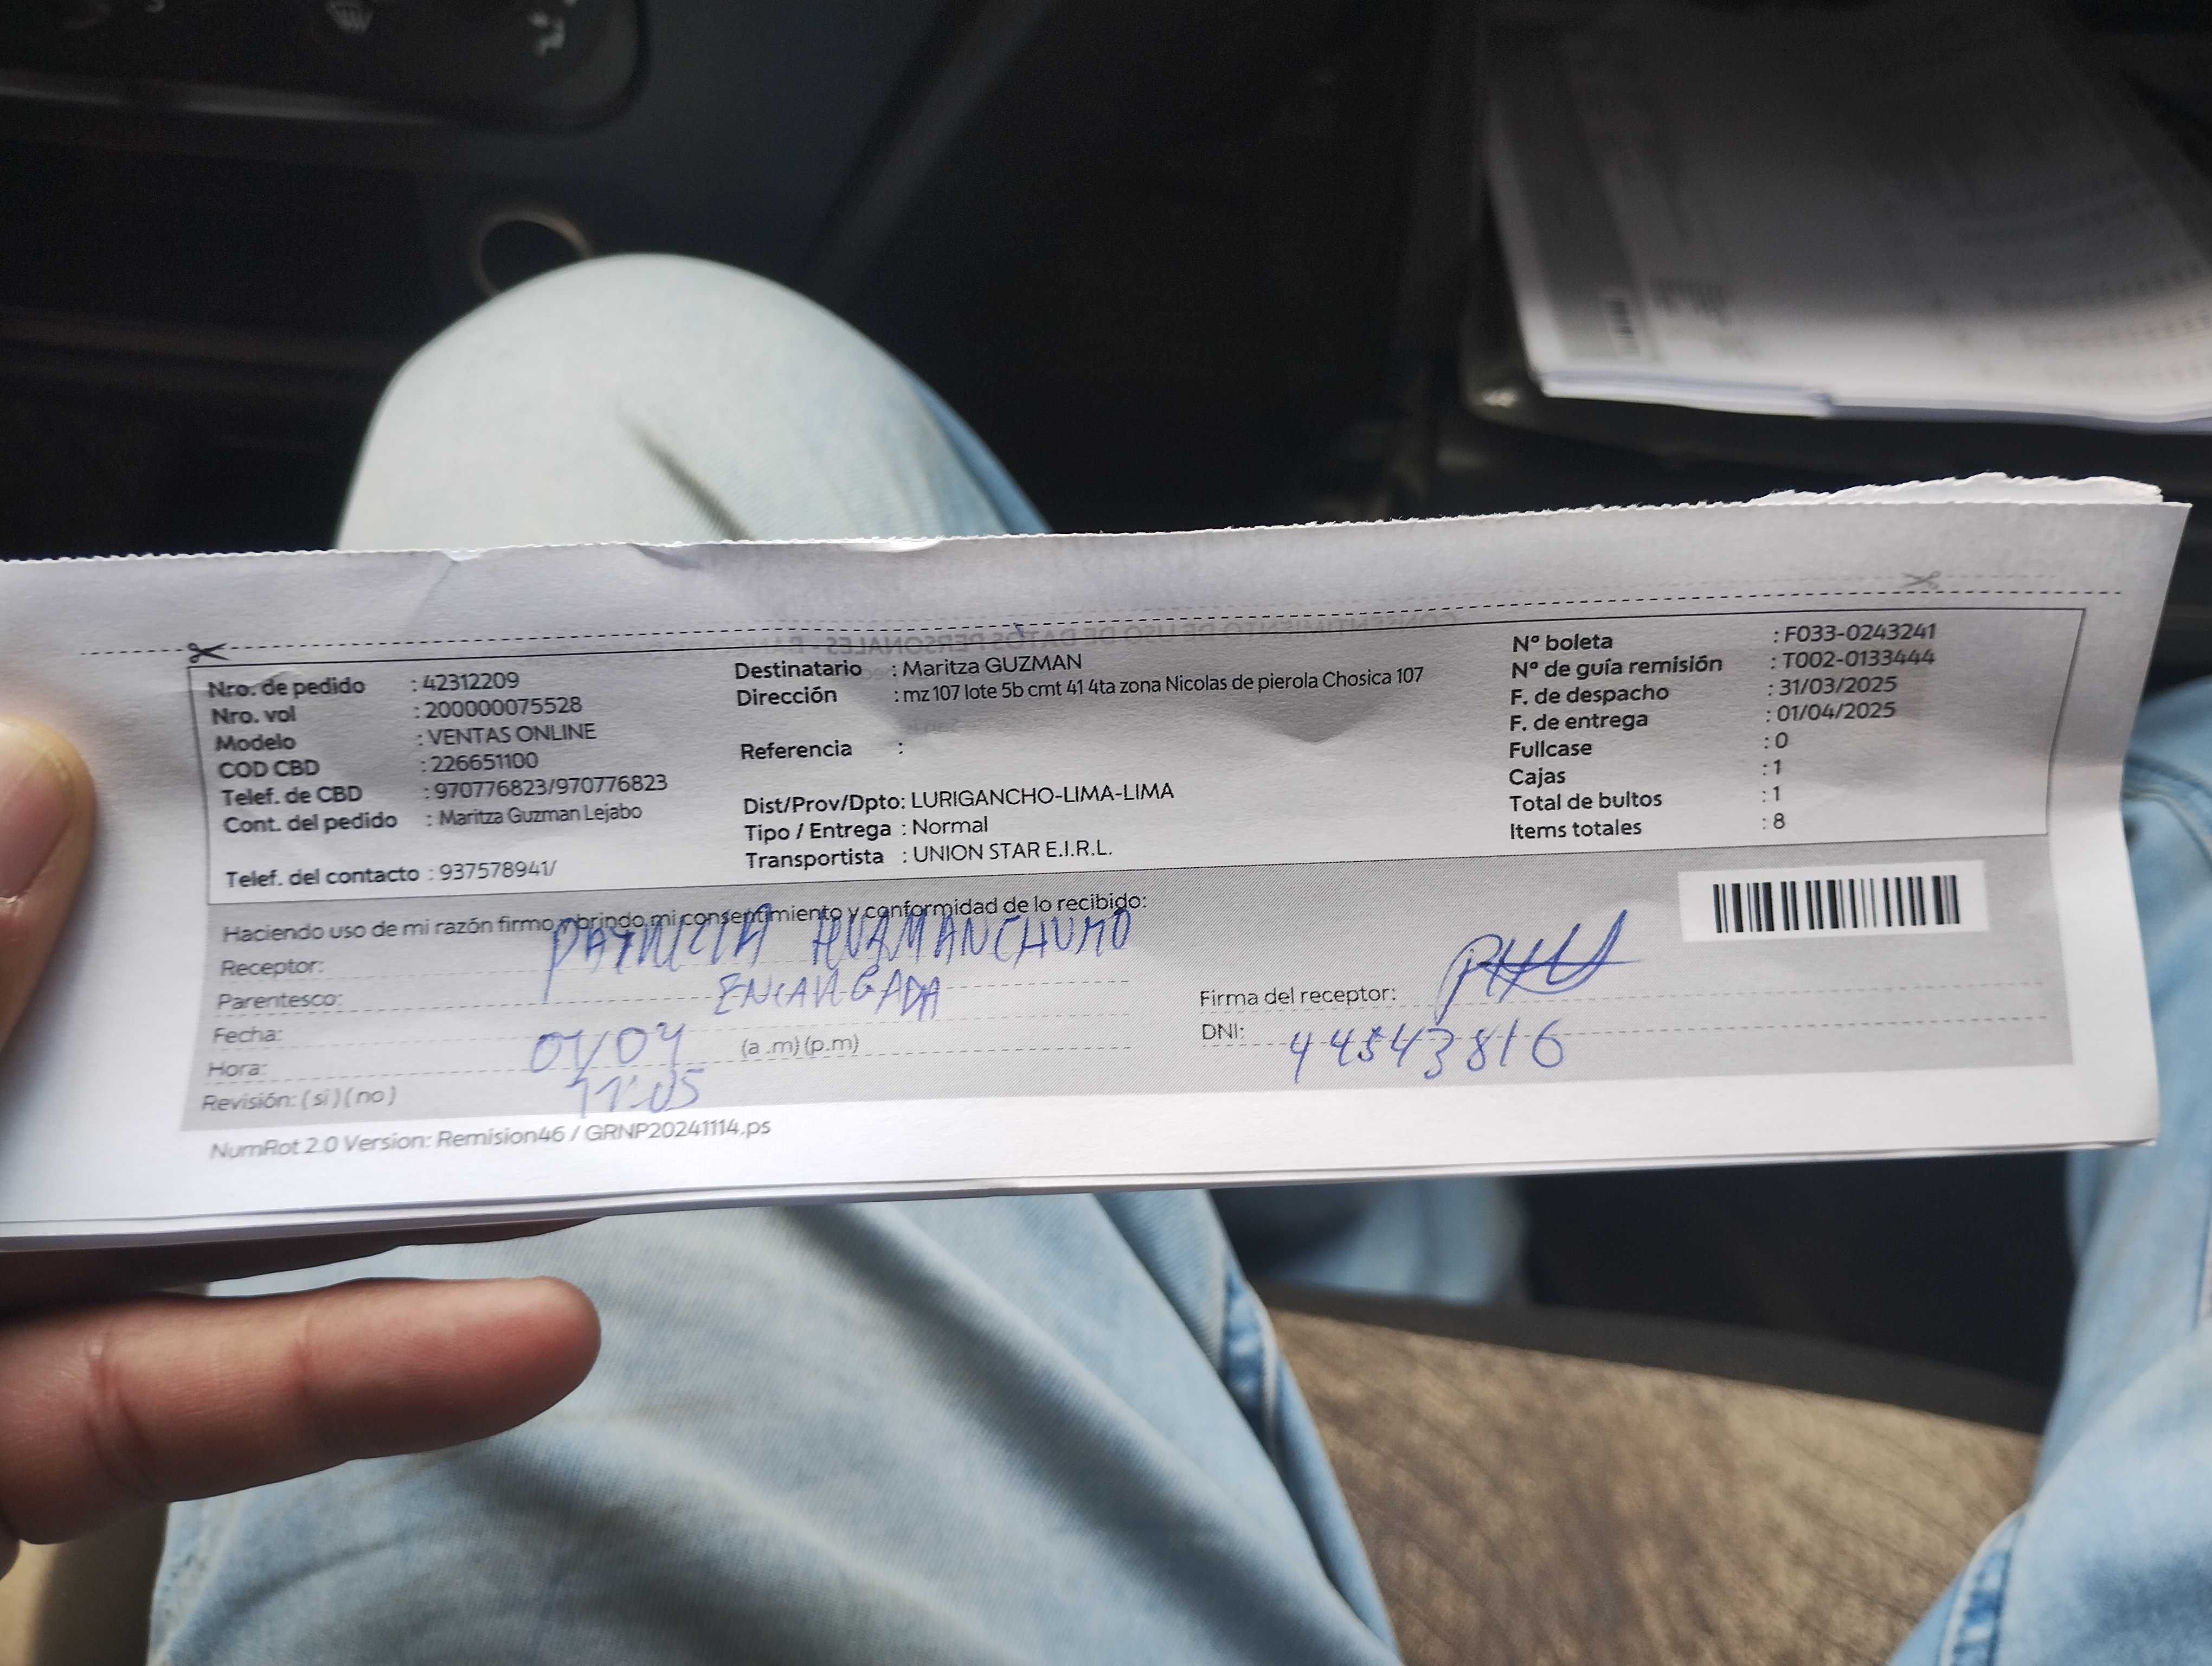 Nro. de pedido : 42312209
Nro. vol : 200000075528
Modelo : VENTAS ONLINE
COD CBD : 226651100
Telef. de CBD : 970776823/970776823
Cont. del pedido : Maritza Guzman Lejabo
Telef. del contacto : 937578941/
Destinatario : Maritza GUZMAN
Dirección : mz 107 lote 5b cmt 41 4ta zona Nicolas de pierola Chosica 107
Referencia :
Dist/Prov/Dpto: LURIGANCHO-LIMA-LIMA
Tipo / Entrega : Normal
Transportista : UNION STAR E.I.R.L.
N° boleta : F033-0243241
N° de guía remisión : T002-0133444
F. de despacho : 31/03/2025
F. de entrega : 01/04/2025
Fullcase : 0
Cajas : 1
Total de bultos : 1
Items totales : 8
Haciendo uso de mi razón firmo y brindo mi consentimiento y conformidad de lo recibido:
Receptor: PATRICIA HUAMANCHUMO
Parentesco: ENCARGADA
Fecha: 01/04
Hora: 11:05 (a .m) (p.m)
Revisión: ( si ) ( no )
Firma del receptor:
DNI: 44543816
NumRot 2.0 Version: Remision46 / GRNP20241114.ps